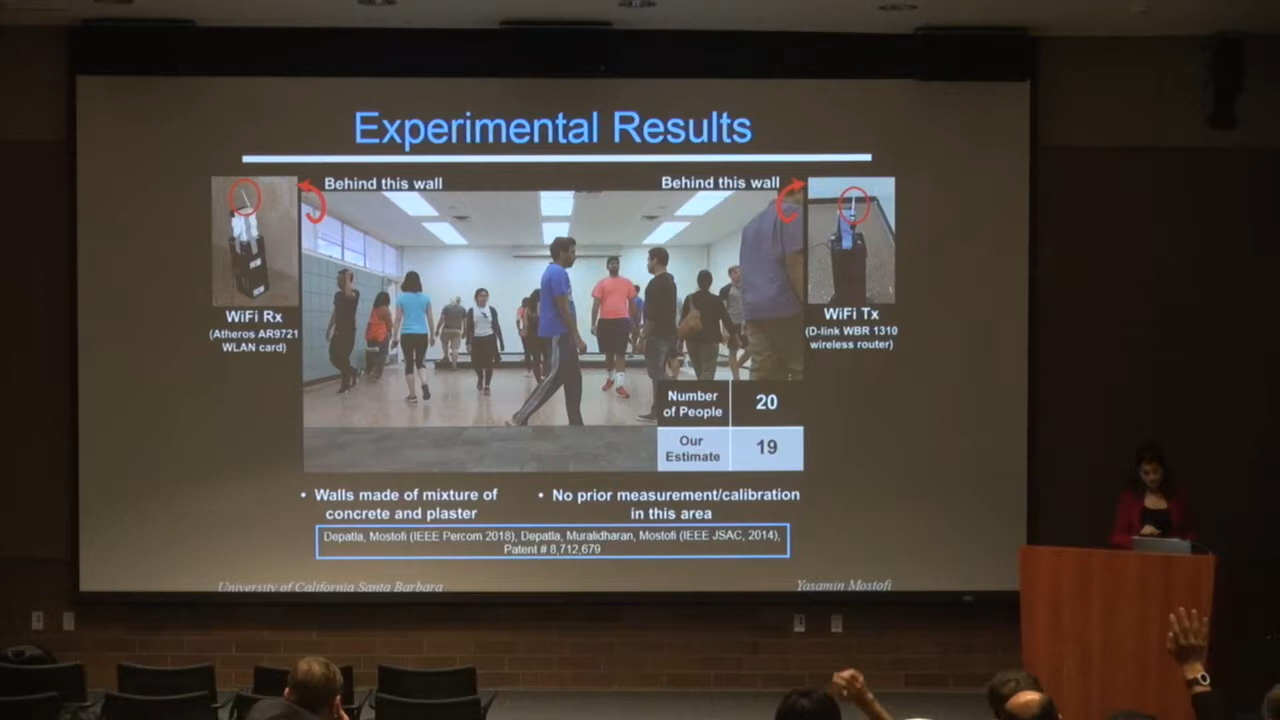 Experimental Results
Behind this wall
Behind this wall
WiFi Rx
(Atheros AR9721
WLAN card)
WiFi Tx
(D-link WBR 1310
wireless router)
Number
of People
20
Our
Estimate
19
• Walls made of mixture of
concrete and plaster
• No prior measurement/calibration
in this area
Depatla, Mostofi (IEEE Percom 2018), Depatla, Muralidharan, Mostofi (IEEE JSAC, 2014),
Patent # 8,712,679
University of California Santa Barbara
Yasamin Mostofi